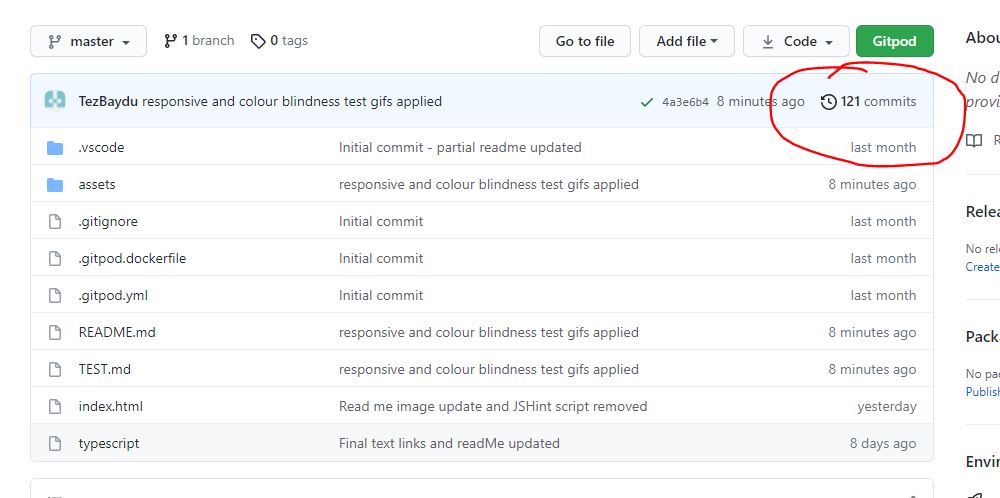 master 1 branch 0 tags Go to file Add file Code Gitpod
TezBaydu responsive and colour blindness test gifs applied 4a3e6b4 8 minutes ago 121 commits
.vscode Initial commit - partial readme updated last month
assets responsive and colour blindness test gifs applied 8 minutes ago
.gitignore Initial commit last month
.gitpod.dockerfile Initial commit last month
.gitpod.yml Initial commit last month
README.md responsive and colour blindness test gifs applied 8 minutes ago
TEST.md responsive and colour blindness test gifs applied 8 minutes ago
index.html Read me image update and JSHint script removed yesterday
typescript Final text links and readMe updated 8 days ago
Abou
No d
provi
R
Relea
No rel
Create
Packa
No pac
Publish
Envir